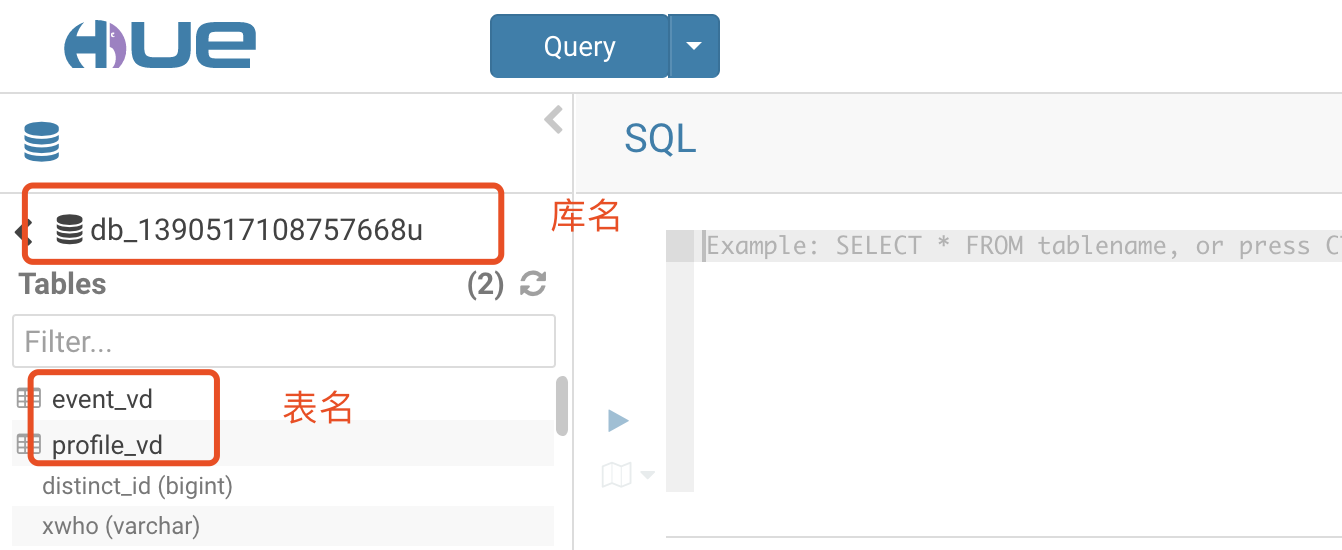 HUE
Query
SQL
db_1390517108757668u
库名
Example: SELECT * FROM tablename, or press C
Tables (2)
Filter...
event_vd
表名
profile_vd
distinct_id (bigint)
xwho (varchar)